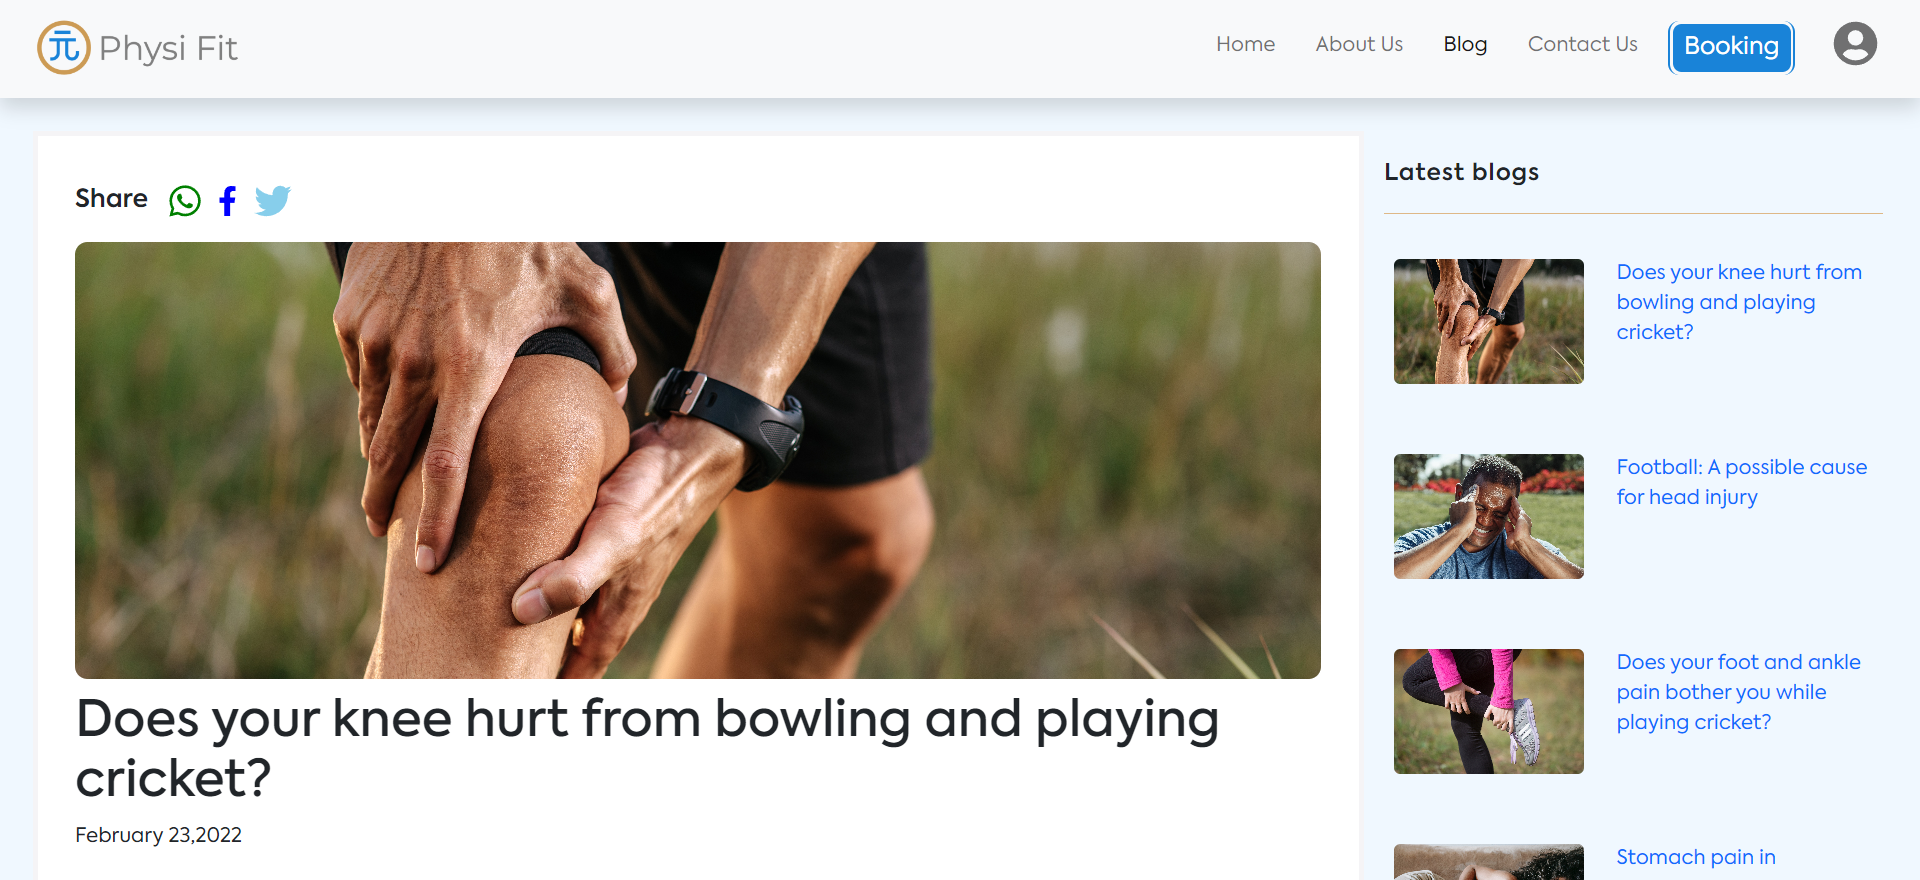 Physi Fit
Home
About Us
Blog
Contact Us
Booking
Share
Does your knee hurt from bowling and playing
cricket?
February 23,2022
Latest blogs
Does your knee hurt from
bowling and playing
cricket?
Football: A possible cause
for head injury
Does your foot and ankle
pain bother you while
playing cricket?
Stomach pain in